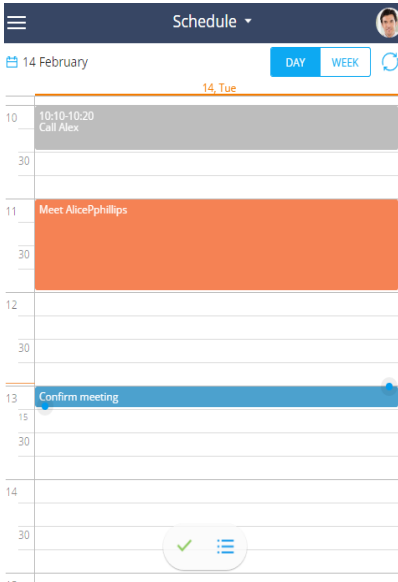 Schedule
14 February
DAY
WEEK
14, Tue
10
10:10-10:20
Call Alex
30
11
Meet AlicePphillips
30
12
30
13
Confirm meeting
15
30
14
30